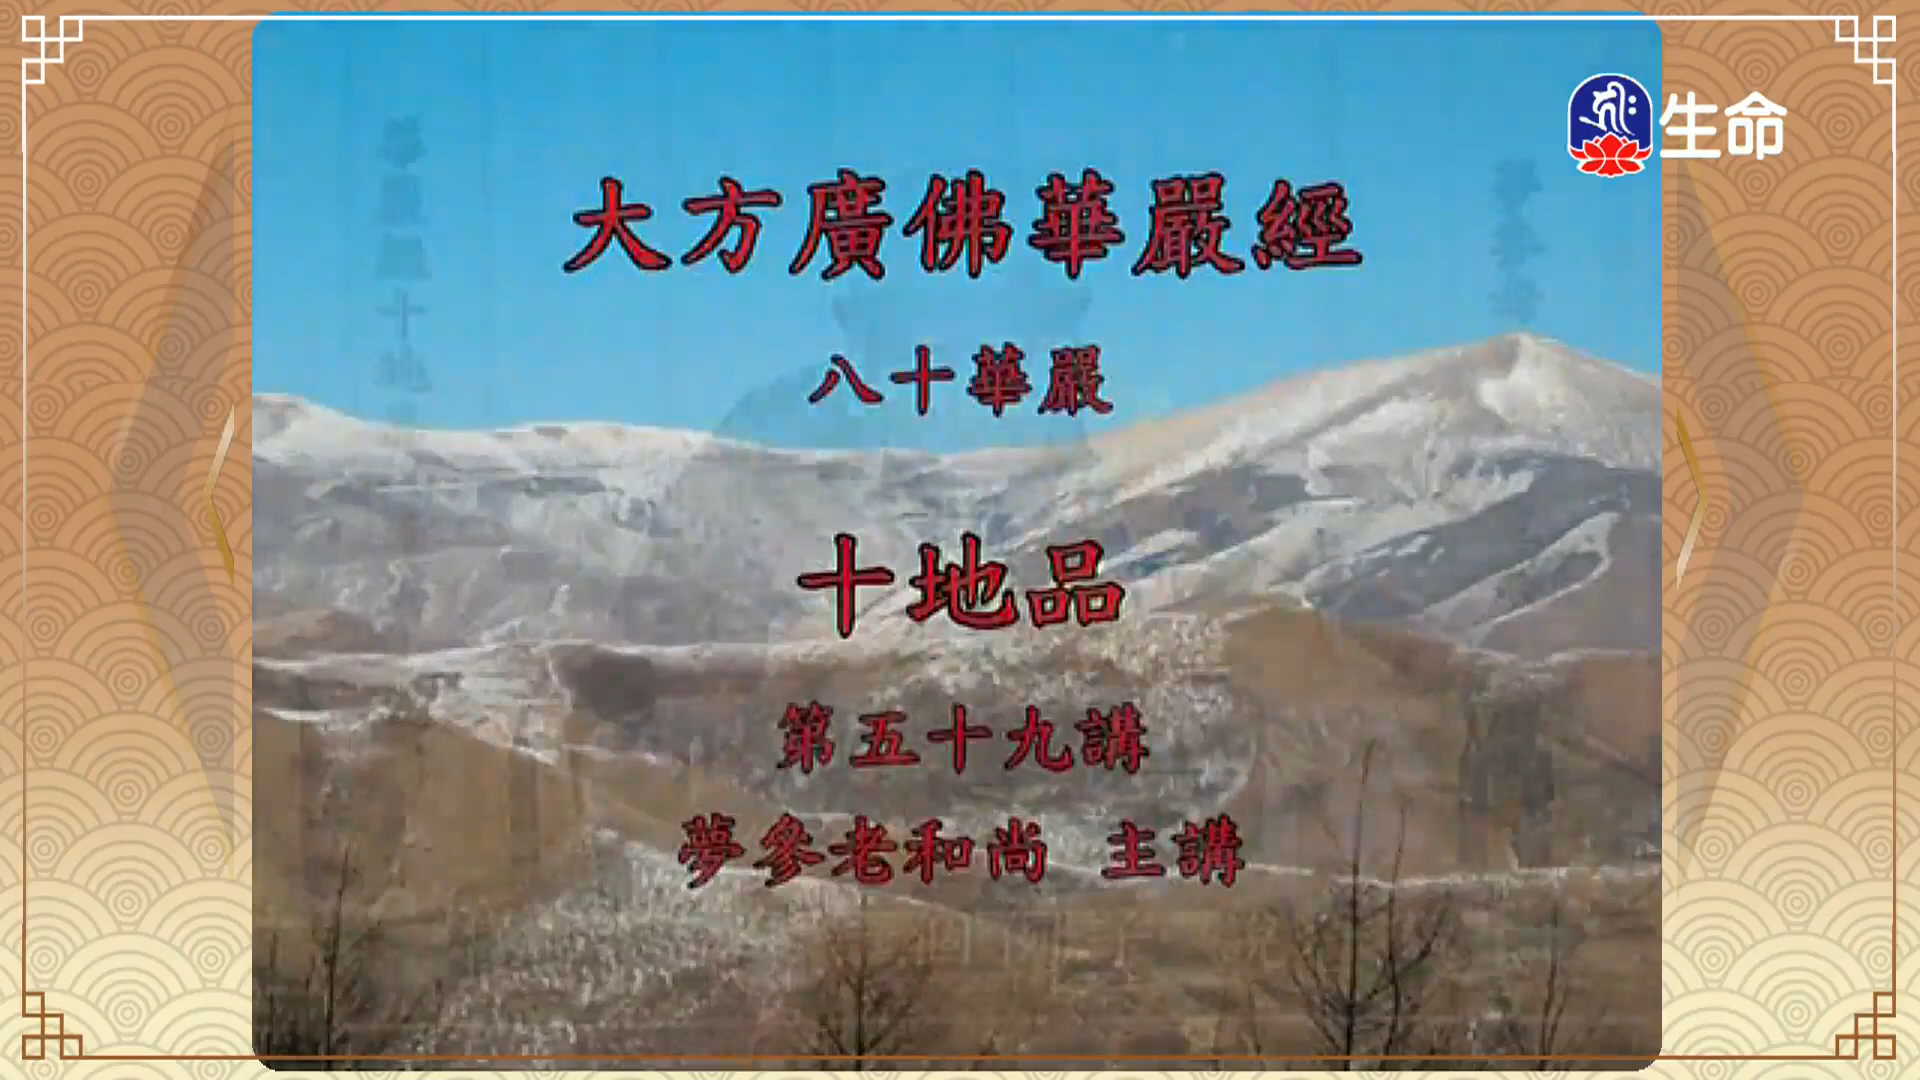 生命
大方廣佛華嚴經
八十華嚴
十地品
第五十九講
夢參老和尚 主講